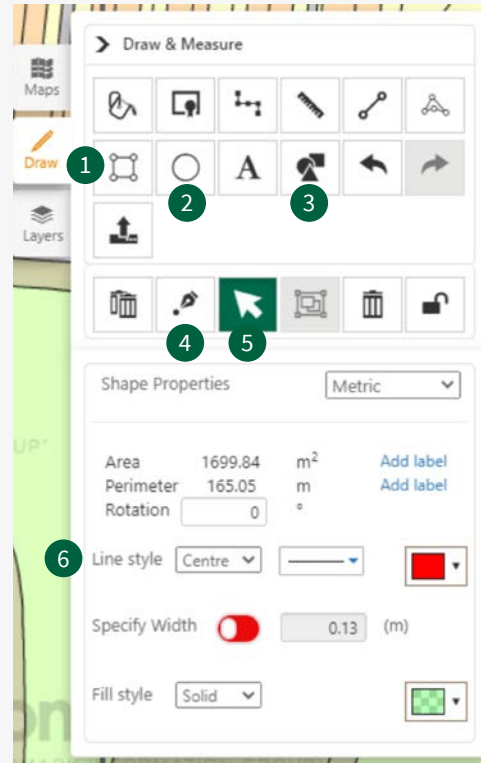 Draw & Measure
Maps
1
Draw
A
2
3
Layers
4
5
Shape Properties
Metric
UP'
Area 1699.84 m² Add label
Perimeter 165.05 m Add label
Rotation 0 °
6 Line style Centre
Specify Width 0.13 (m)
Fill style Solid
on